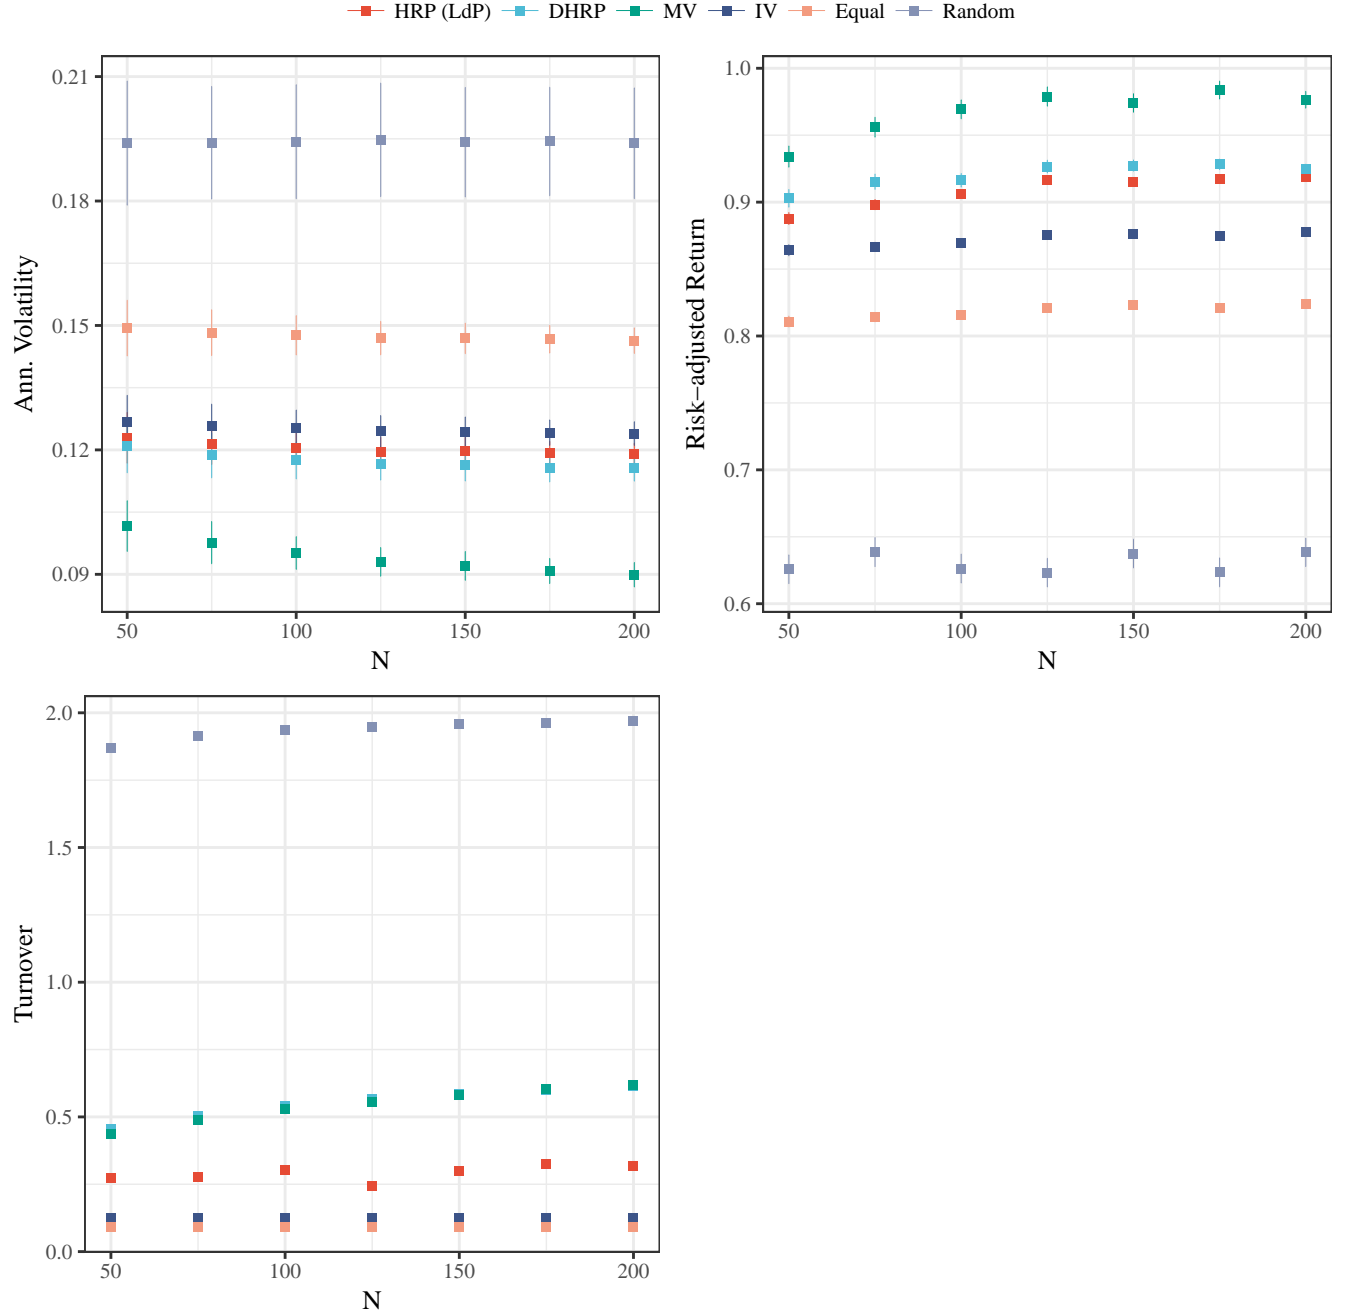 HRP (LdP) DHRP MV IV Equal Random
0.21
0.18
0.15
0.12
0.09
Ann. Volatility
50 100 150 200
N
1.0
0.9
0.8
0.7
0.6
Risk−adjusted Return
50 100 150 200
N
2.0
1.5
1.0
0.5
0.0
Turnover
50 100 150 200
N